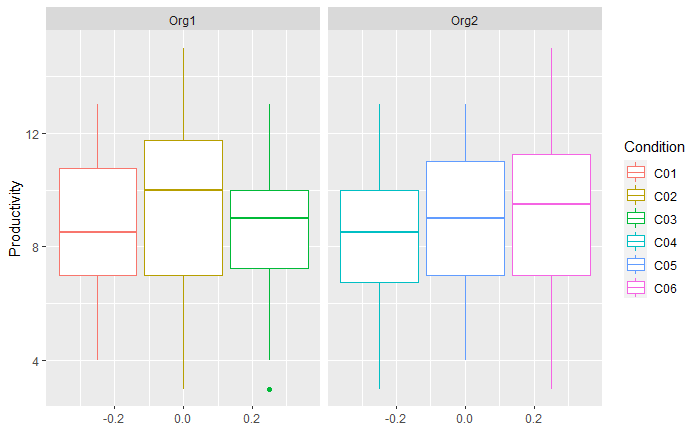 Org1
Org2
Productivity
12
8
4
-0.2
0.0
0.2
-0.2
0.0
0.2
Condition
C01
C02
C03
C04
C05
C06